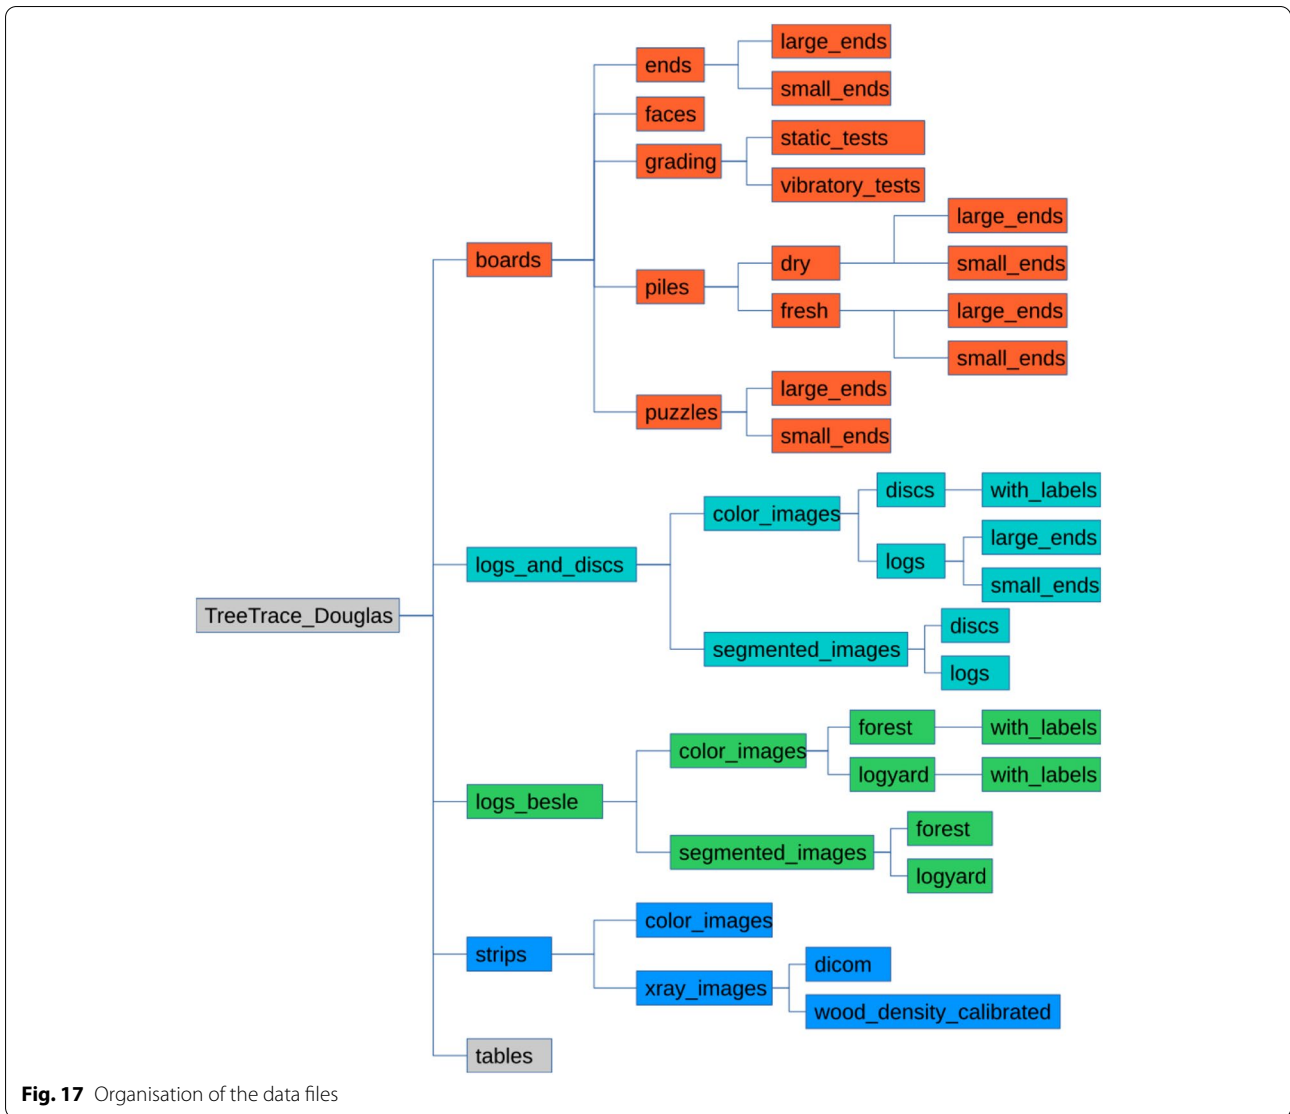 large_ends
ends
small_ends
faces
static_tests
grading
vibratory_tests
large_ends
boards
dry
small_ends
piles
fresh
large_ends
small_ends
large_ends
puzzles
small_ends
discs
with_labels
color_images
large_ends
logs
logs_and_discs
small_ends
TreeTrace_Douglas
discs
segmented_images
logs
forest
with_labels
color_images
logyard
with_labels
logs_besle
forest
segmented_images
logyard
color_images
strips
dicom
xray_images
wood_density_calibrated
tables
Fig. 17 Organisation of the data files